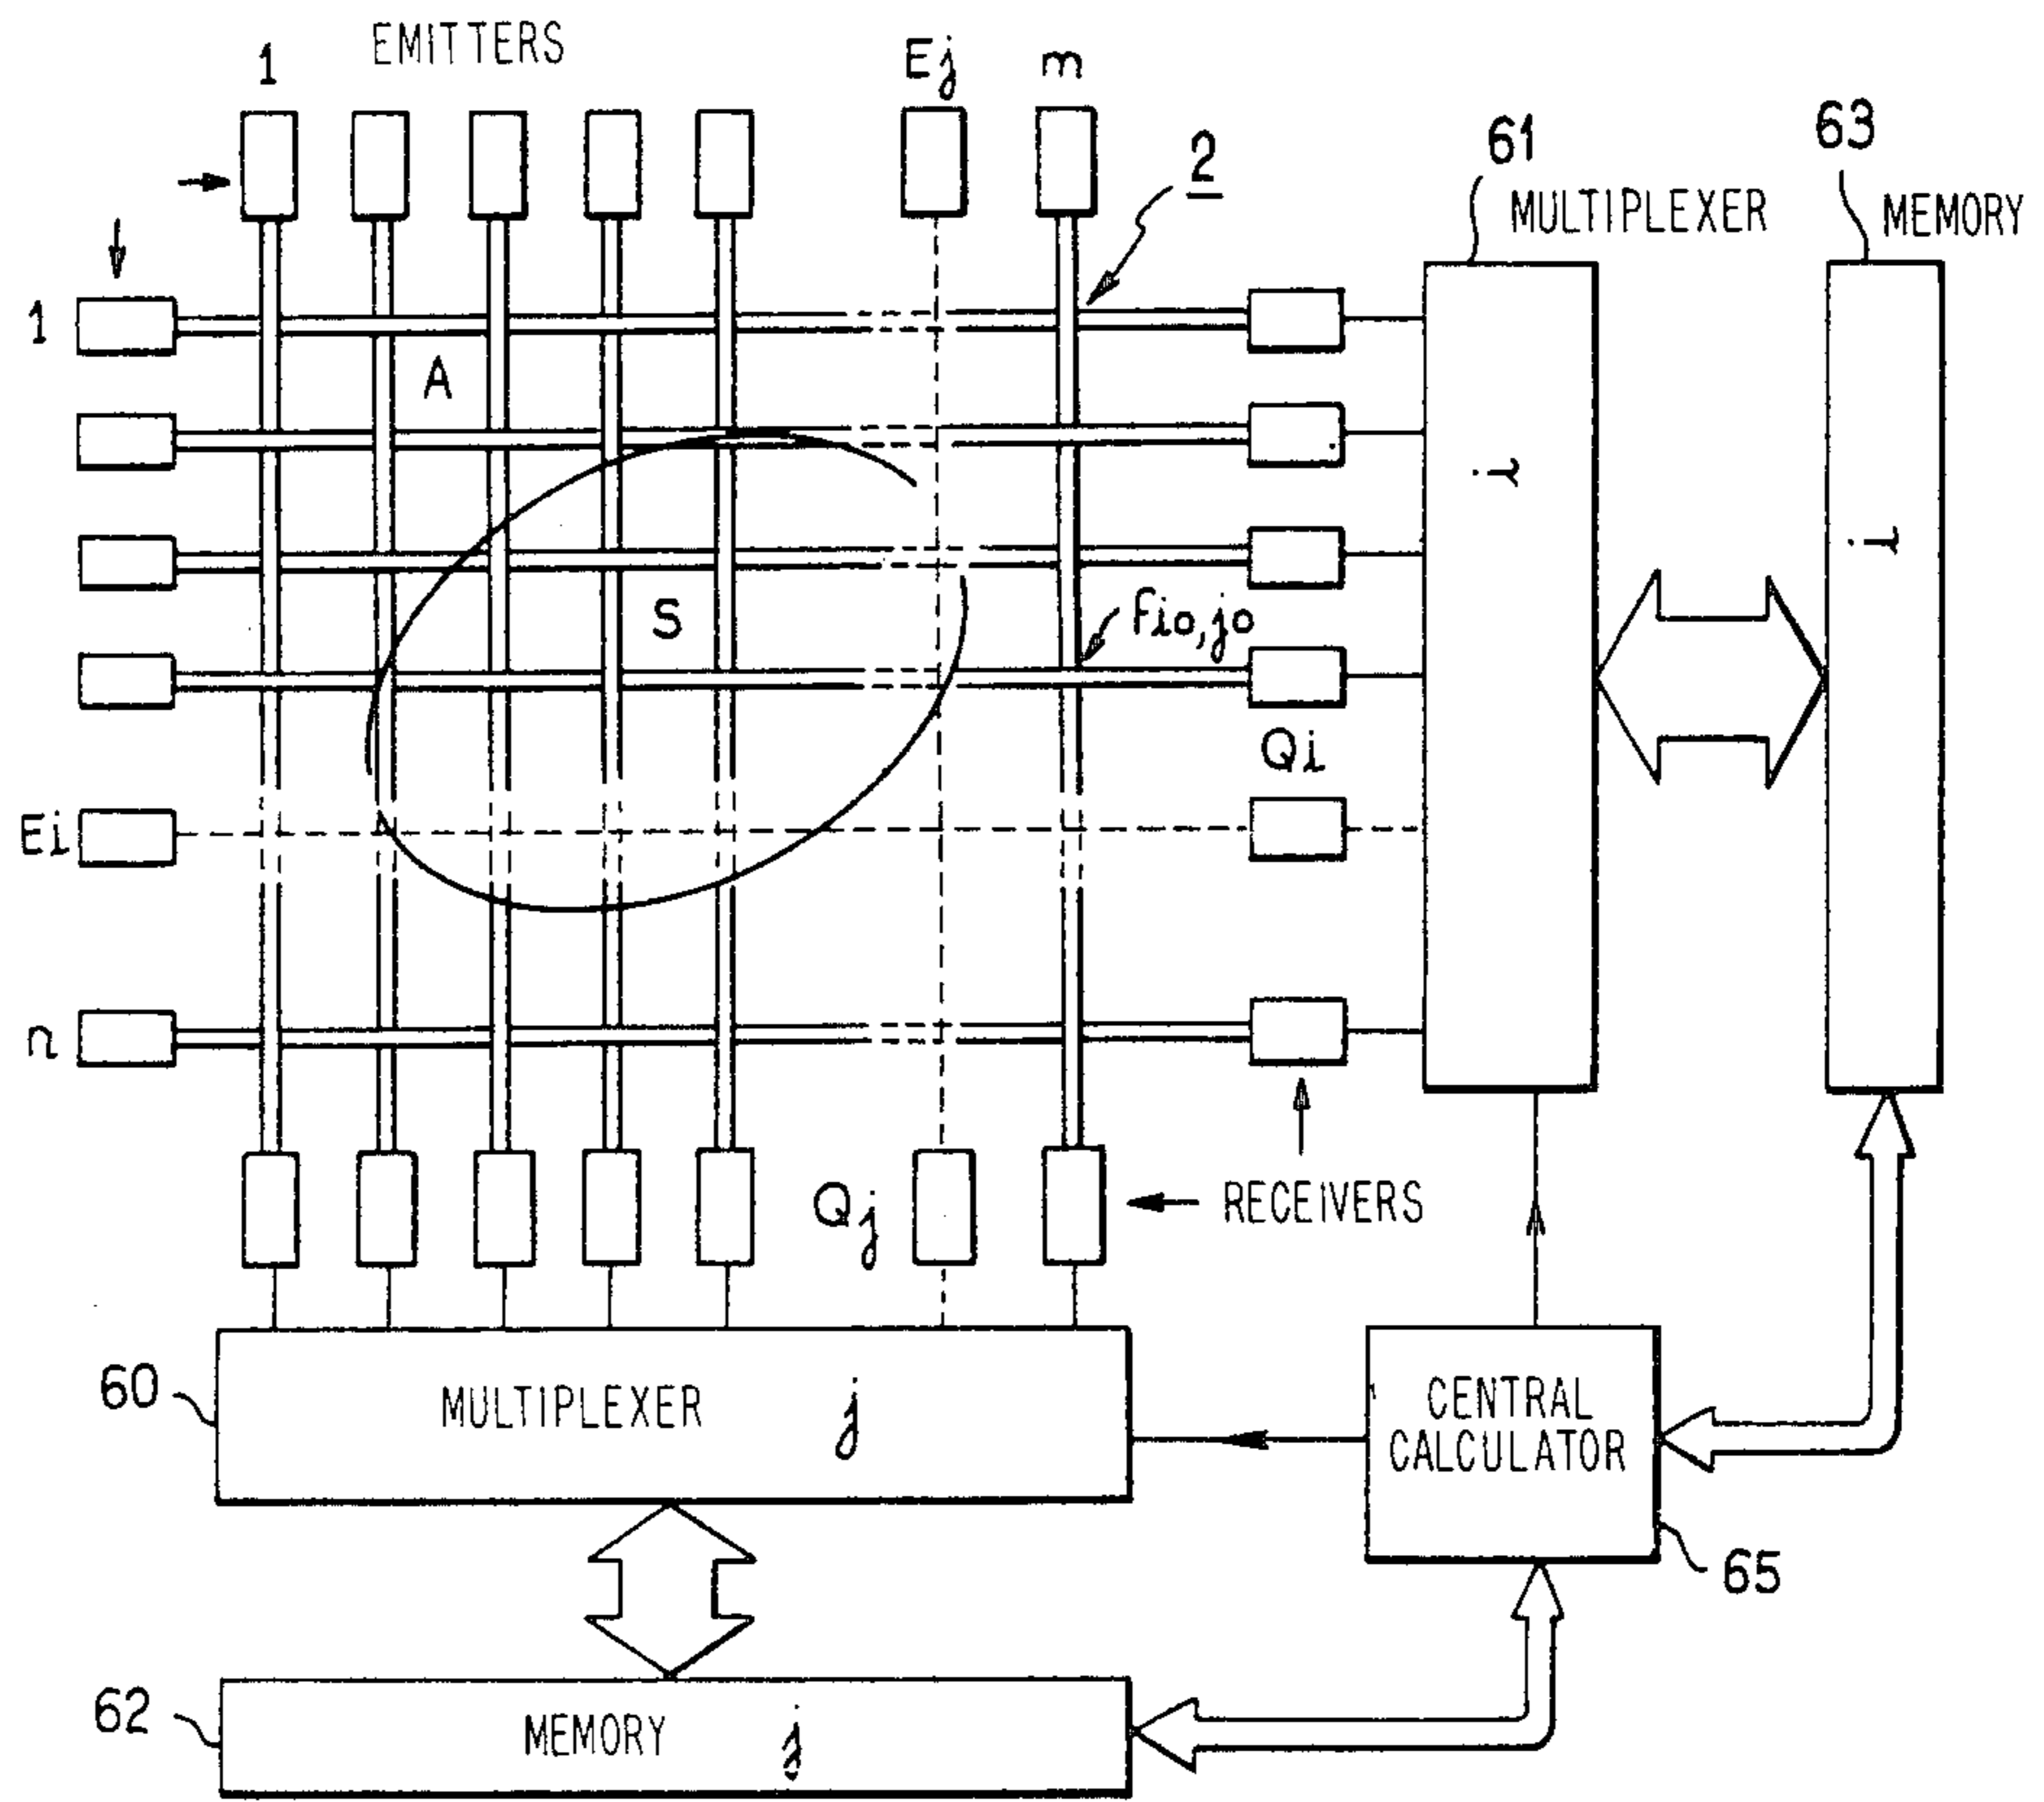 EMITTERS
1
Ej
m
2
61
MULTIPLEXER
63
MEMORY
1
A
i
i
S
fio,jo
Qi
Ei
n
Qj
RECEIVERS
60
MULTIPLEXER j
CENTRAL
CALCULATOR
65
62
MEMORY j